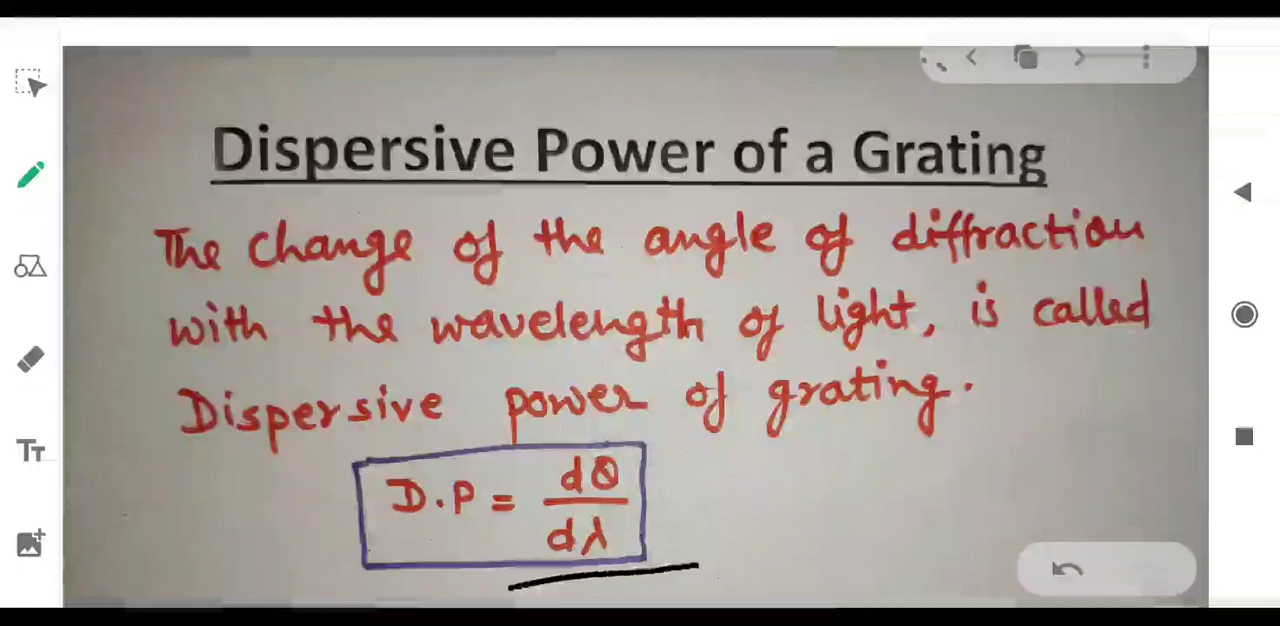 Dispersive Power of a Grating
The change of the angle of diffraction
with the wavelength of light, is called
Dispersive power of grating.
D.P = dθ
dλ
TT